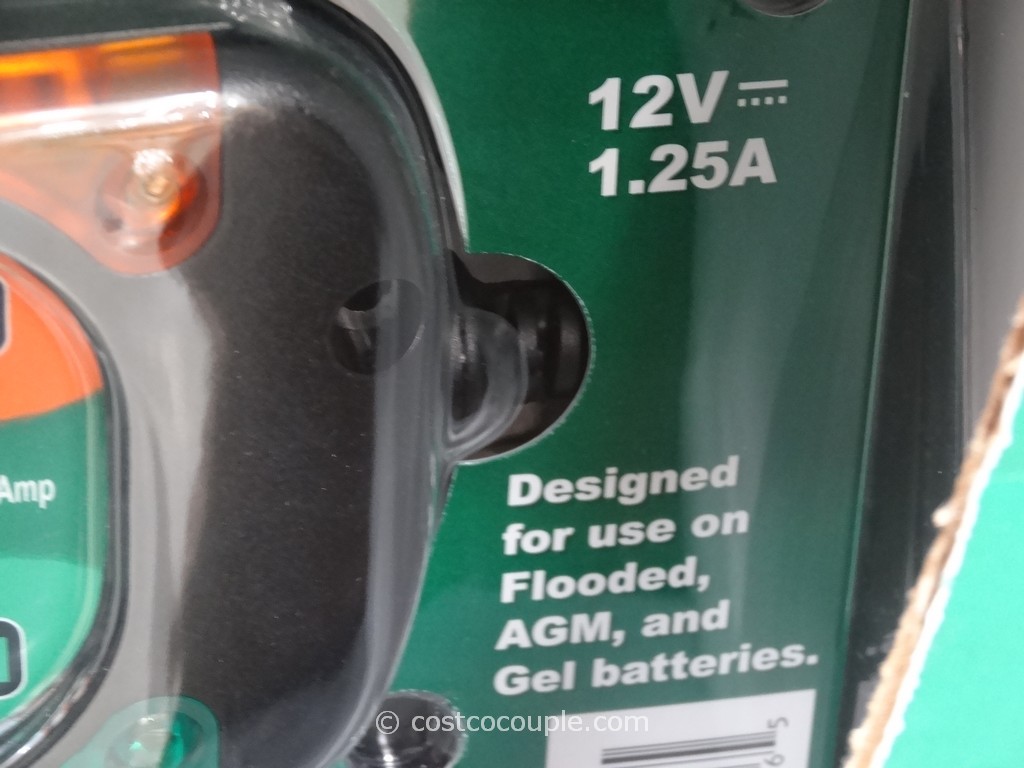 12V
1.25A
Amp
Designed
for use on
Flooded,
AGM, and
Gel batteries.
© costcocouple.com